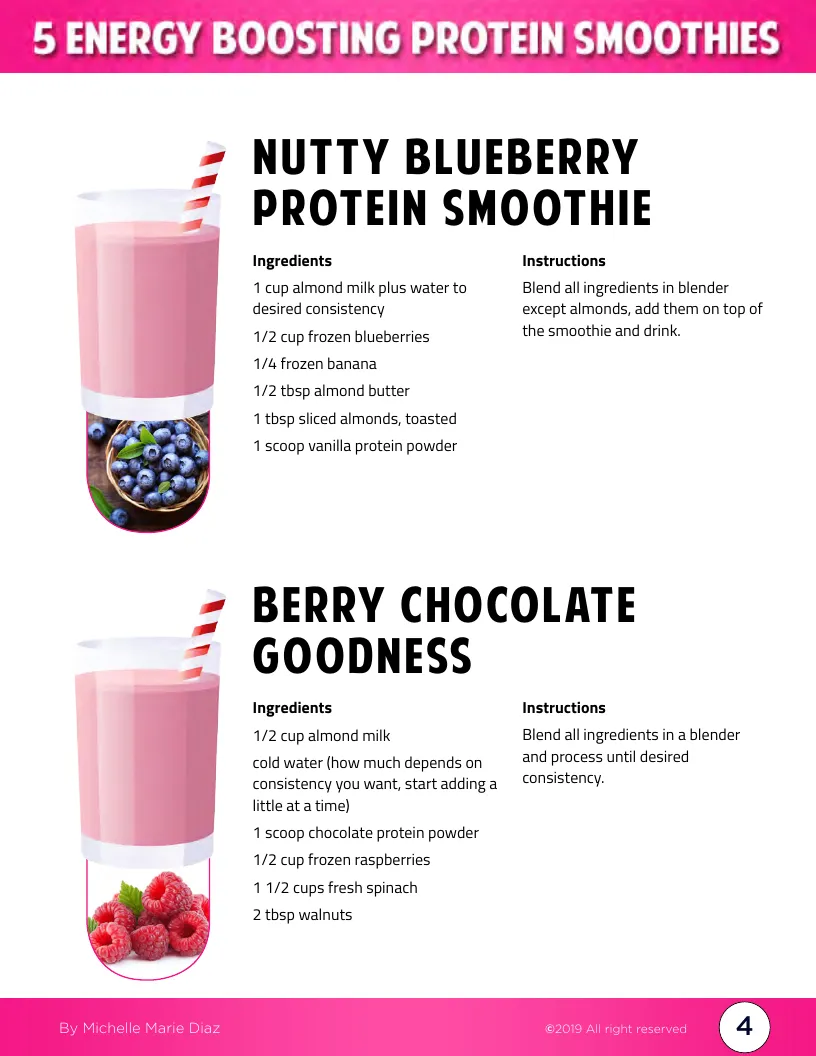 5 ENERGY BOOSTING PROTEIN SMOOTHIES
NUTTY BLUEBERRY
PROTEIN SMOOTHIE
Ingredients
1 cup almond milk plus water to
desired consistency
1/2 cup frozen blueberries
1/4 frozen banana
1/2 tbsp almond butter
1 tbsp sliced almonds, toasted
1 scoop vanilla protein powder
Instructions
Blend all ingredients in blender
except almonds, add them on top of
the smoothie and drink.
BERRY CHOCOLATE
GOODNESS
Ingredients
1/2 cup almond milk
cold water (how much depends on
consistency you want, start adding a
little at a time)
1 scoop chocolate protein powder
1/2 cup frozen raspberries
1 1/2 cups fresh spinach
2 tbsp walnuts
Instructions
Blend all ingredients in a blender
and process until desired
consistency.
By Michelle Marie Diaz
©2019 All right reserved
4